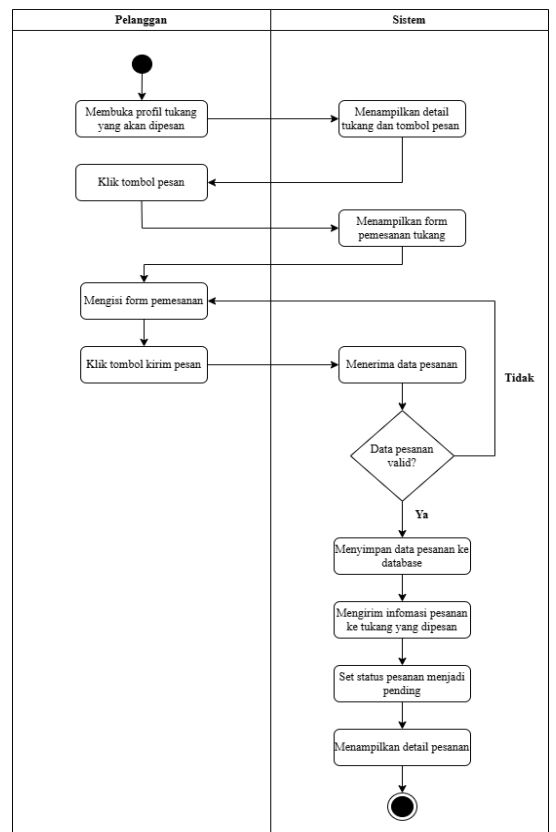 Pelanggan
Sistem
Membuka profil tukang
yang akan dipesan
Menampilkan detail
tukang dan tombol pesan
Klik tombol pesan
Menampilkan form
pemesanan tukang
Mengisi form pemesanan
Klik tombol kirim pesan
Menerima data pesanan
Tidak
Data pesanan
valid?
Ya
Menyimpan data pesanan ke
database
Mengirim infomasi pesanan
ke tukang yang dipesan
Set status pesanan menjadi
pending
Menampilkan detail pesanan